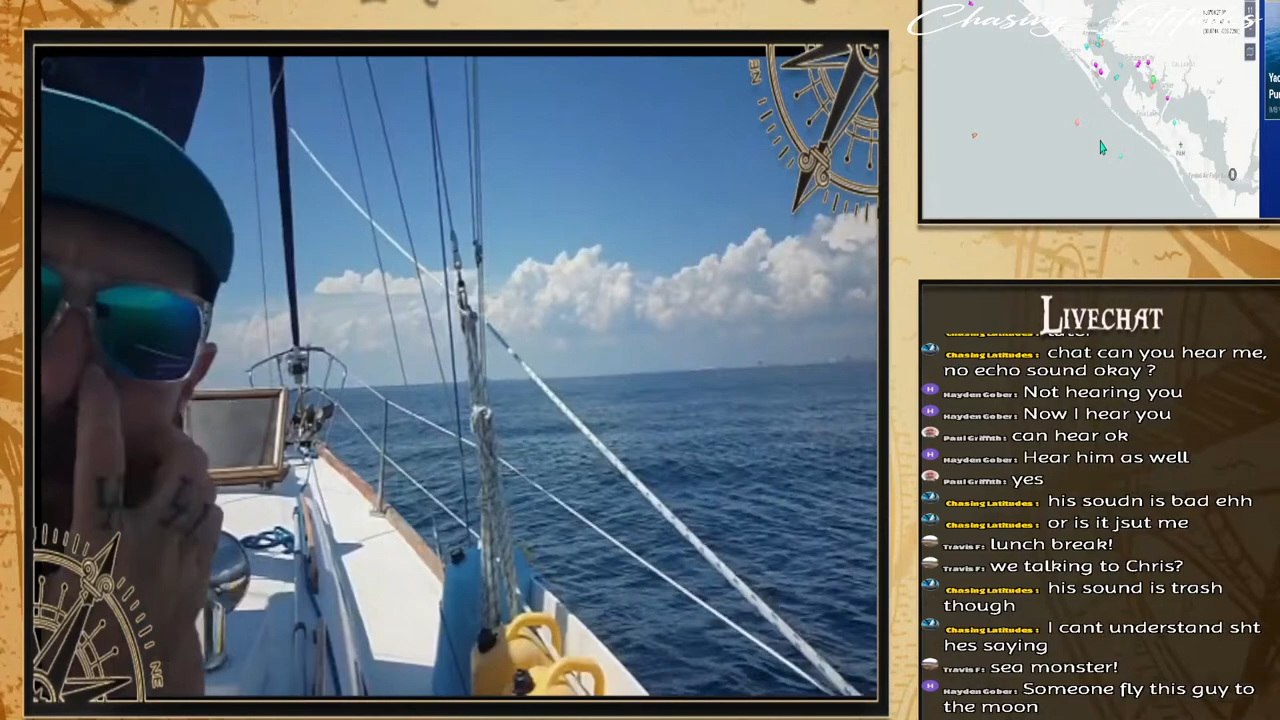 Chasing Latitudes
NE
Livechat
Chasing Latitudes : chat can you hear me,
no echo sound okay ?
Hayden Gober : Not hearing you
Hayden Gober : Now I hear you
Paul Griffith : can hear ok
Hayden Gober : Hear him as well
Paul Griffith : yes
Chasing Latitudes : his soudn is bad ehh
Chasing Latitudes : or is it jsut me
Travis F : lunch break!
Travis F : we talking to Chris?
Chasing Latitudes : his sound is trash
though
Chasing Latitudes : I cant understand sht
hes saying
Travis F : sea monster!
Hayden Gober : Someone fly this guy to
the moon
NE